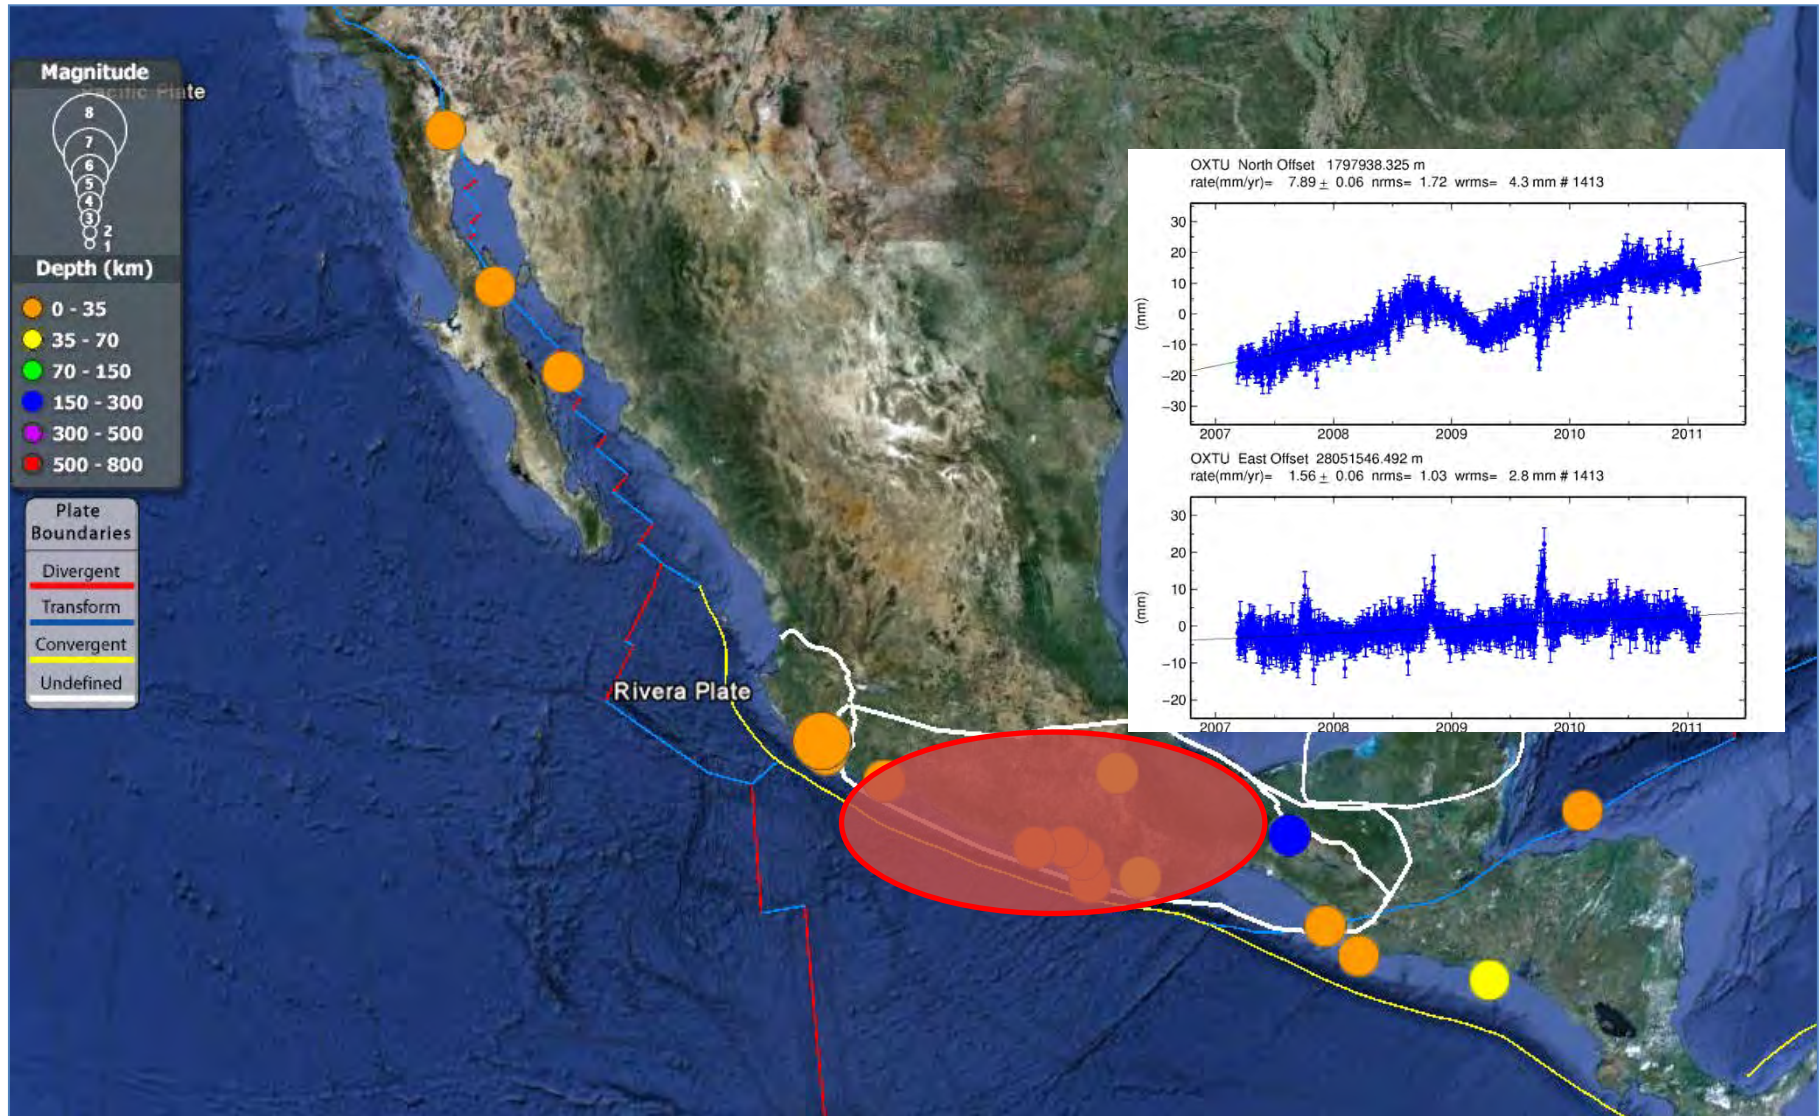 Magnitude
Pacific Plate
8
7
6
5
4
3
2
1
Depth (km)
0 - 35
35 - 70
70 - 150
150 - 300
300 - 500
500 - 800
Plate
Boundaries
Divergent
Transform
Convergent
Undefined
Rivera Plate
OXTU North Offset 1797938.325 m
rate(mm/yr)= 7.89 ± 0.06 nrms= 1.72 wrms= 4.3 mm # 1413
(mm)
30
20
10
0
−10
−20
−30
2007 2008 2009 2010 2011
OXTU East Offset 28051546.492 m
rate(mm/yr)= 1.56 ± 0.06 nrms= 1.03 wrms= 2.8 mm # 1413
(mm)
30
20
10
0
−10
−20
2007 2008 2009 2010 2011